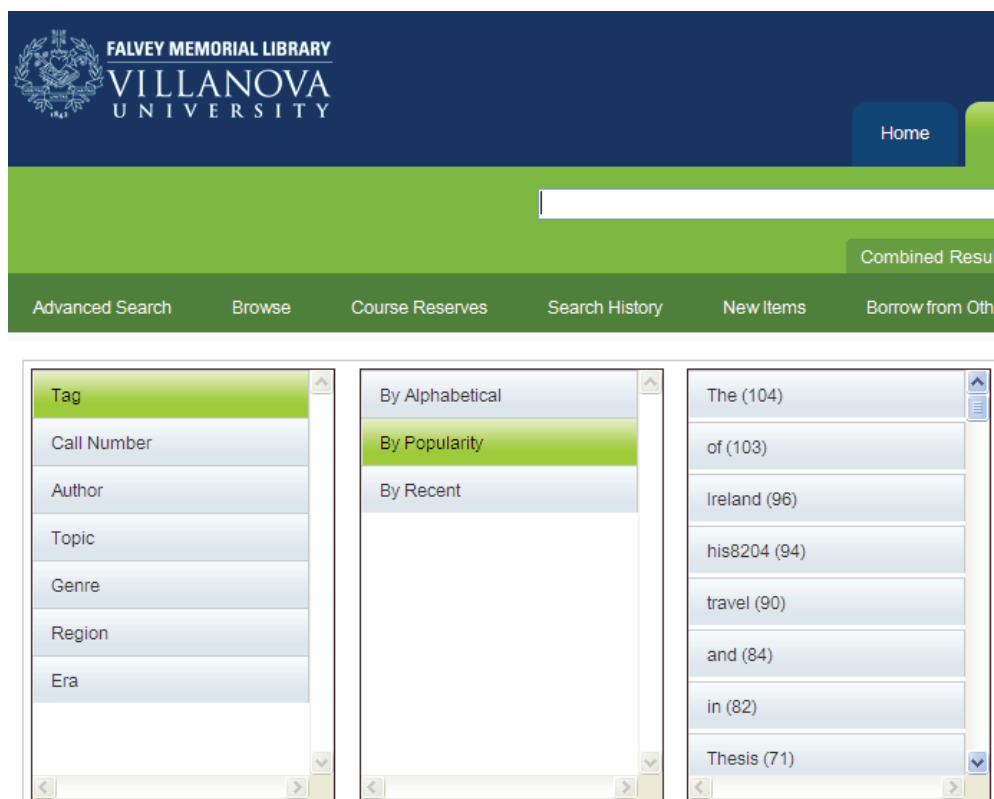 FALVEY MEMORIAL LIBRARY
VILLANOVA
UNIVERSITY
1842
Home
Combined Resu
Advanced Search Browse Course Reserves Search History New Items Borrow from Oth
Tag
Call Number
Author
Topic
Genre
Region
Era
By Alphabetical
By Popularity
By Recent
The (104)
of (103)
Ireland (96)
his8204 (94)
travel (90)
and (84)
in (82)
Thesis (71)